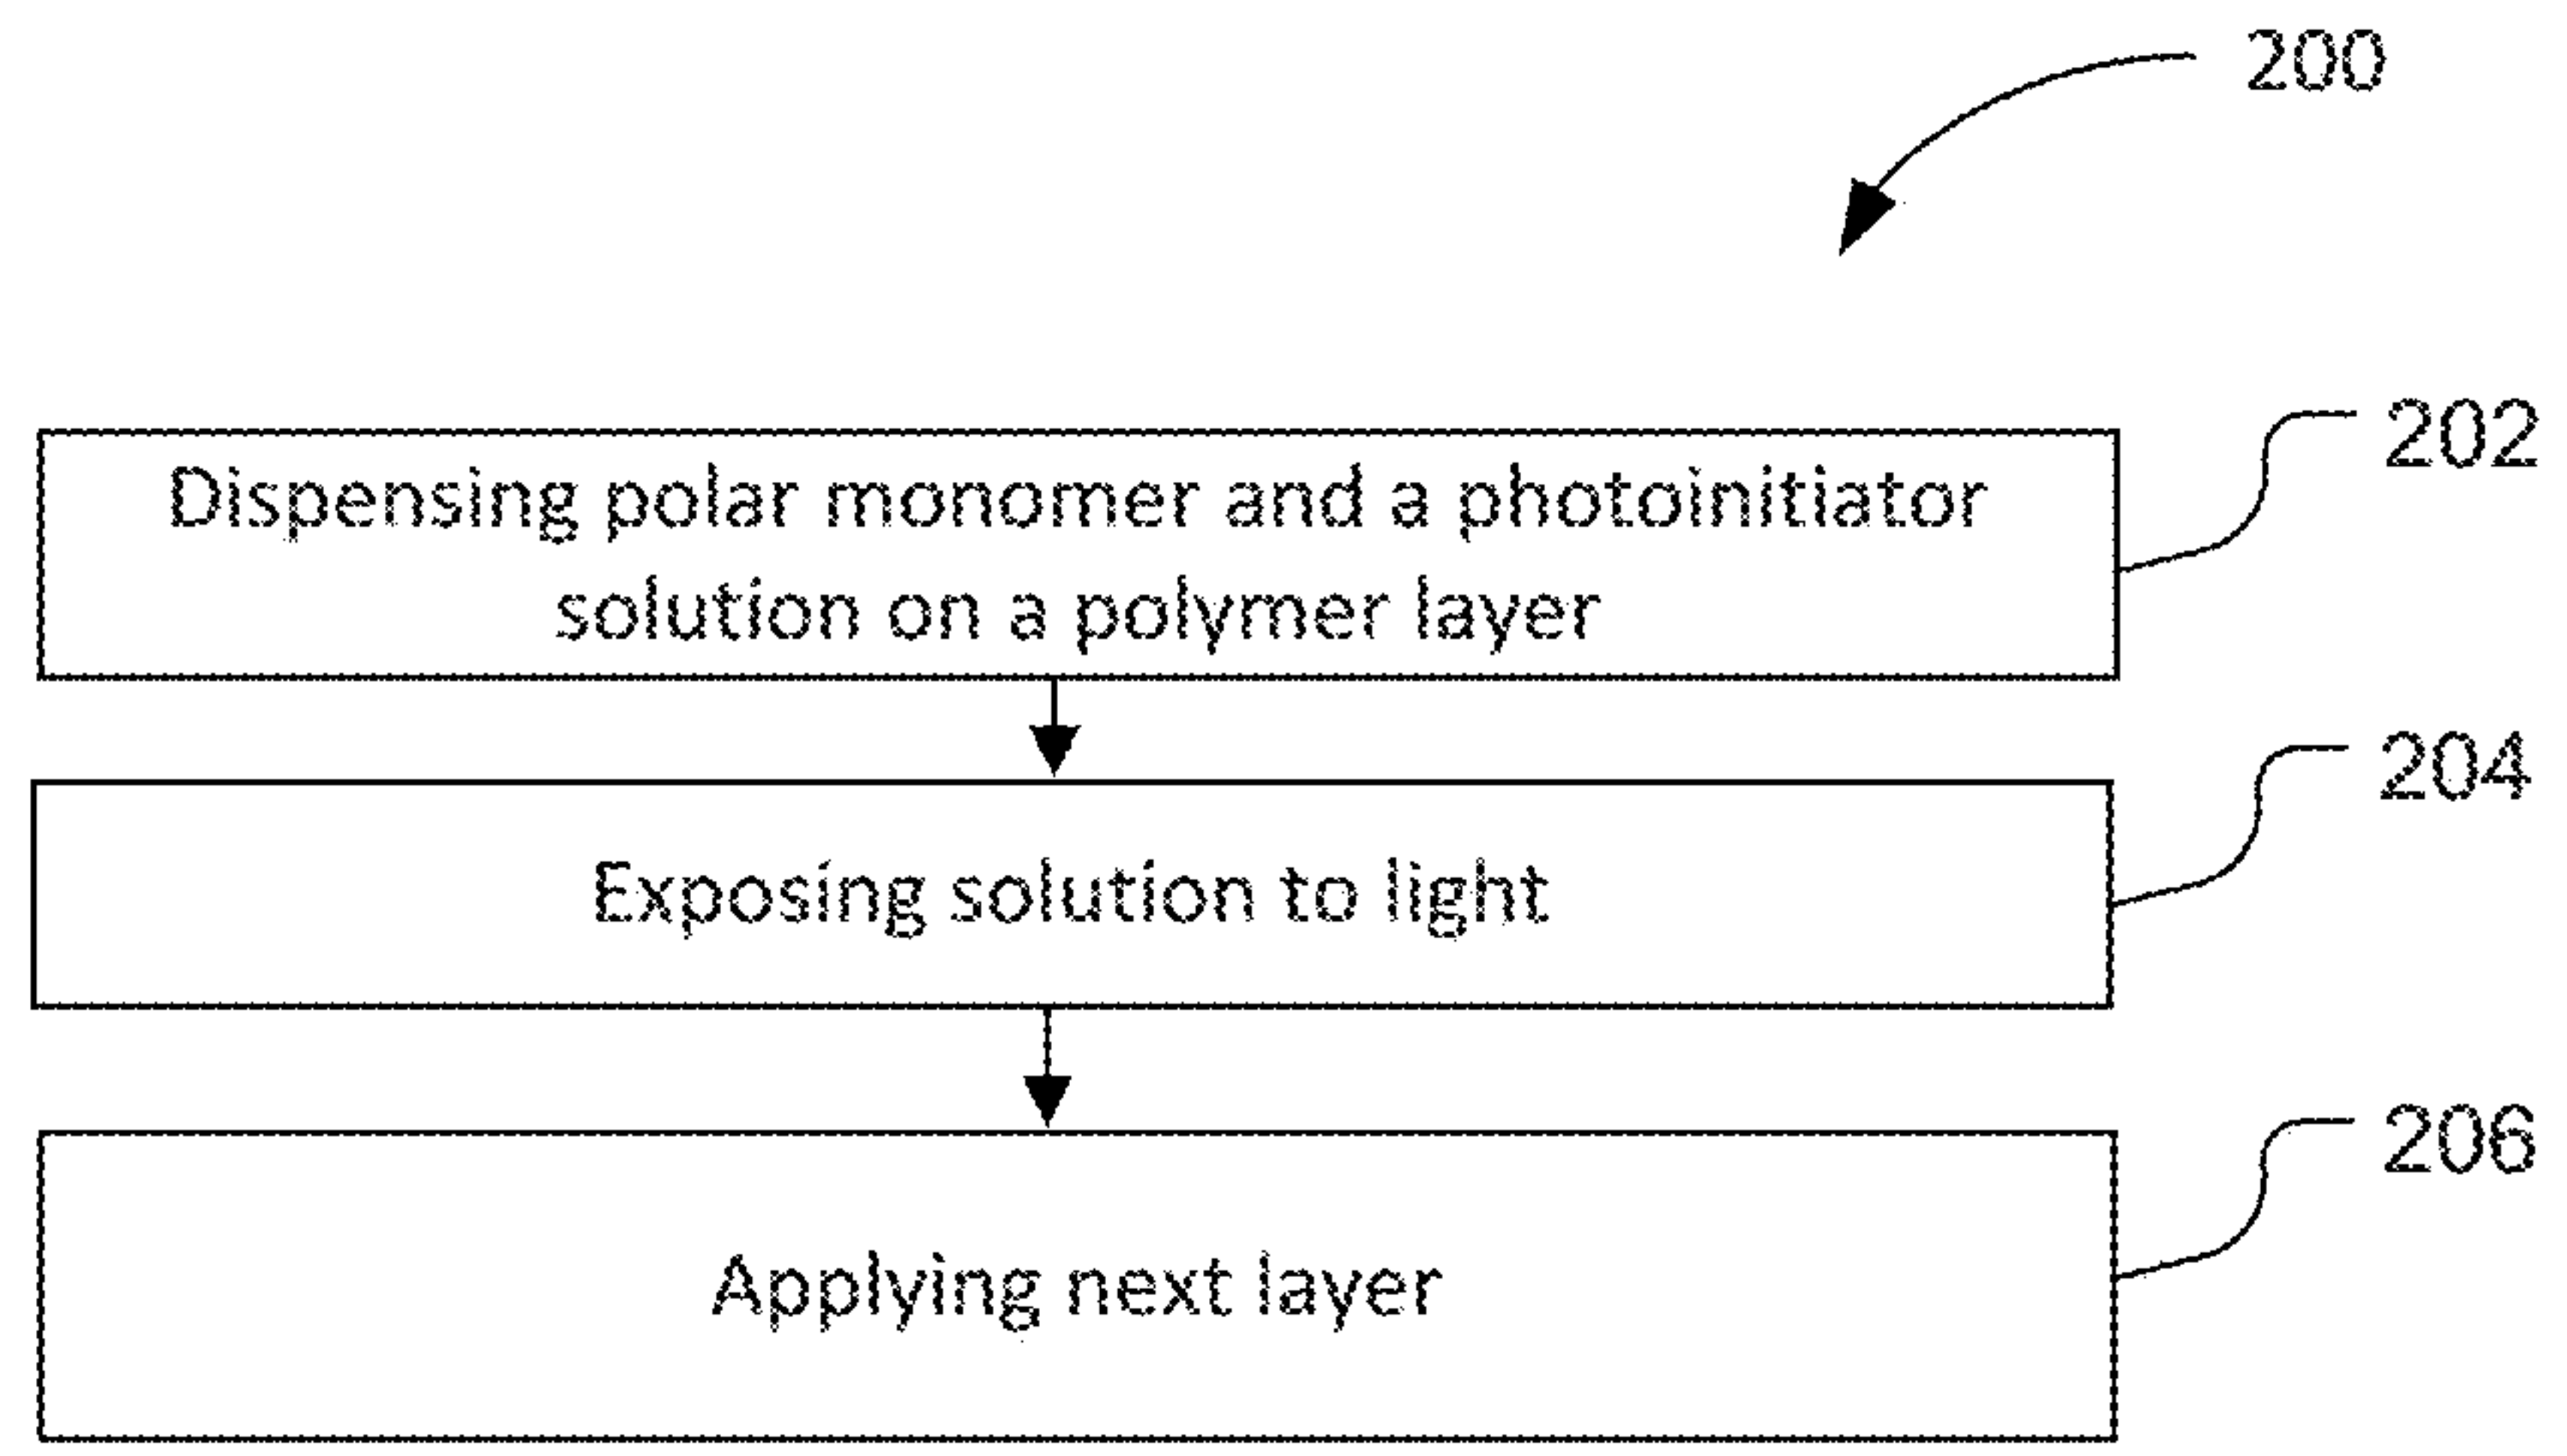 200
202
Dispensing polar monomer and a photoinitiator
solution on a polymer layer
204
Exposing solution to light
206
Applying next layer